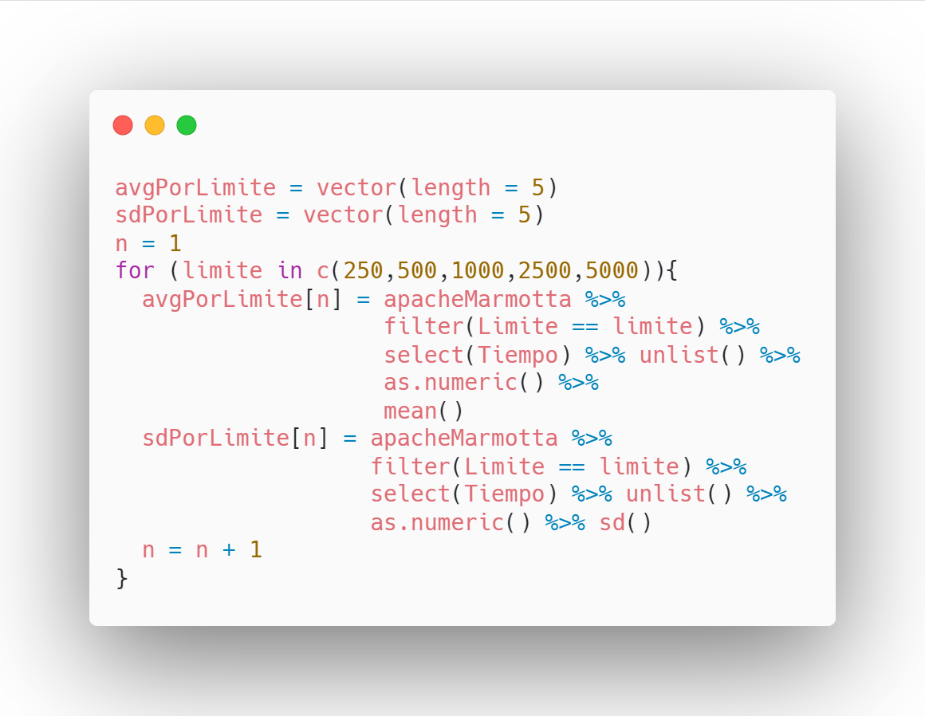 avgPorLimite = vector(length = 5)
sdPorLimite = vector(length = 5)
n = 1
for (limite in c(250,500,1000,2500,5000)){
  avgPorLimite[n] = apacheMarmotta %>%
                    filter(Limite == limite) %>%
                    select(Tiempo) %>% unlist() %>%
                    as.numeric() %>%
                    mean()
  sdPorLimite[n] = apacheMarmotta %>%
                   filter(Limite == limite) %>%
                   select(Tiempo) %>% unlist() %>%
                   as.numeric() %>% sd()
  n = n + 1
}